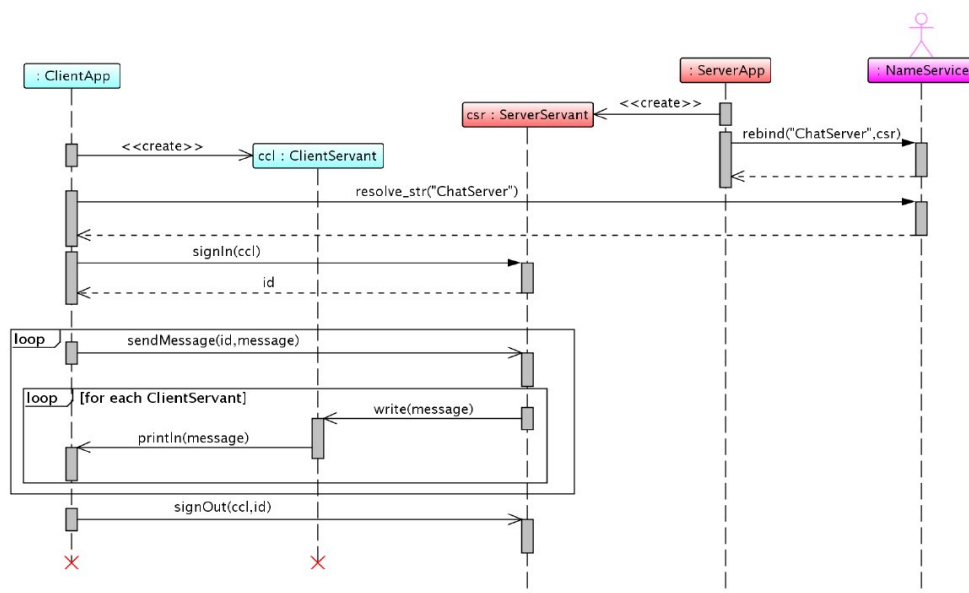 : ClientApp
: ServerApp
: NameService
<<create>>
csr : ServerServant
rebind("ChatServer",csr)
<<create>>
ccl : ClientServant
resolve_str("ChatServer")
signIn(ccl)
id
loop
sendMessage(id,message)
loop [for each ClientServant]
write(message)
println(message)
signOut(ccl,id)